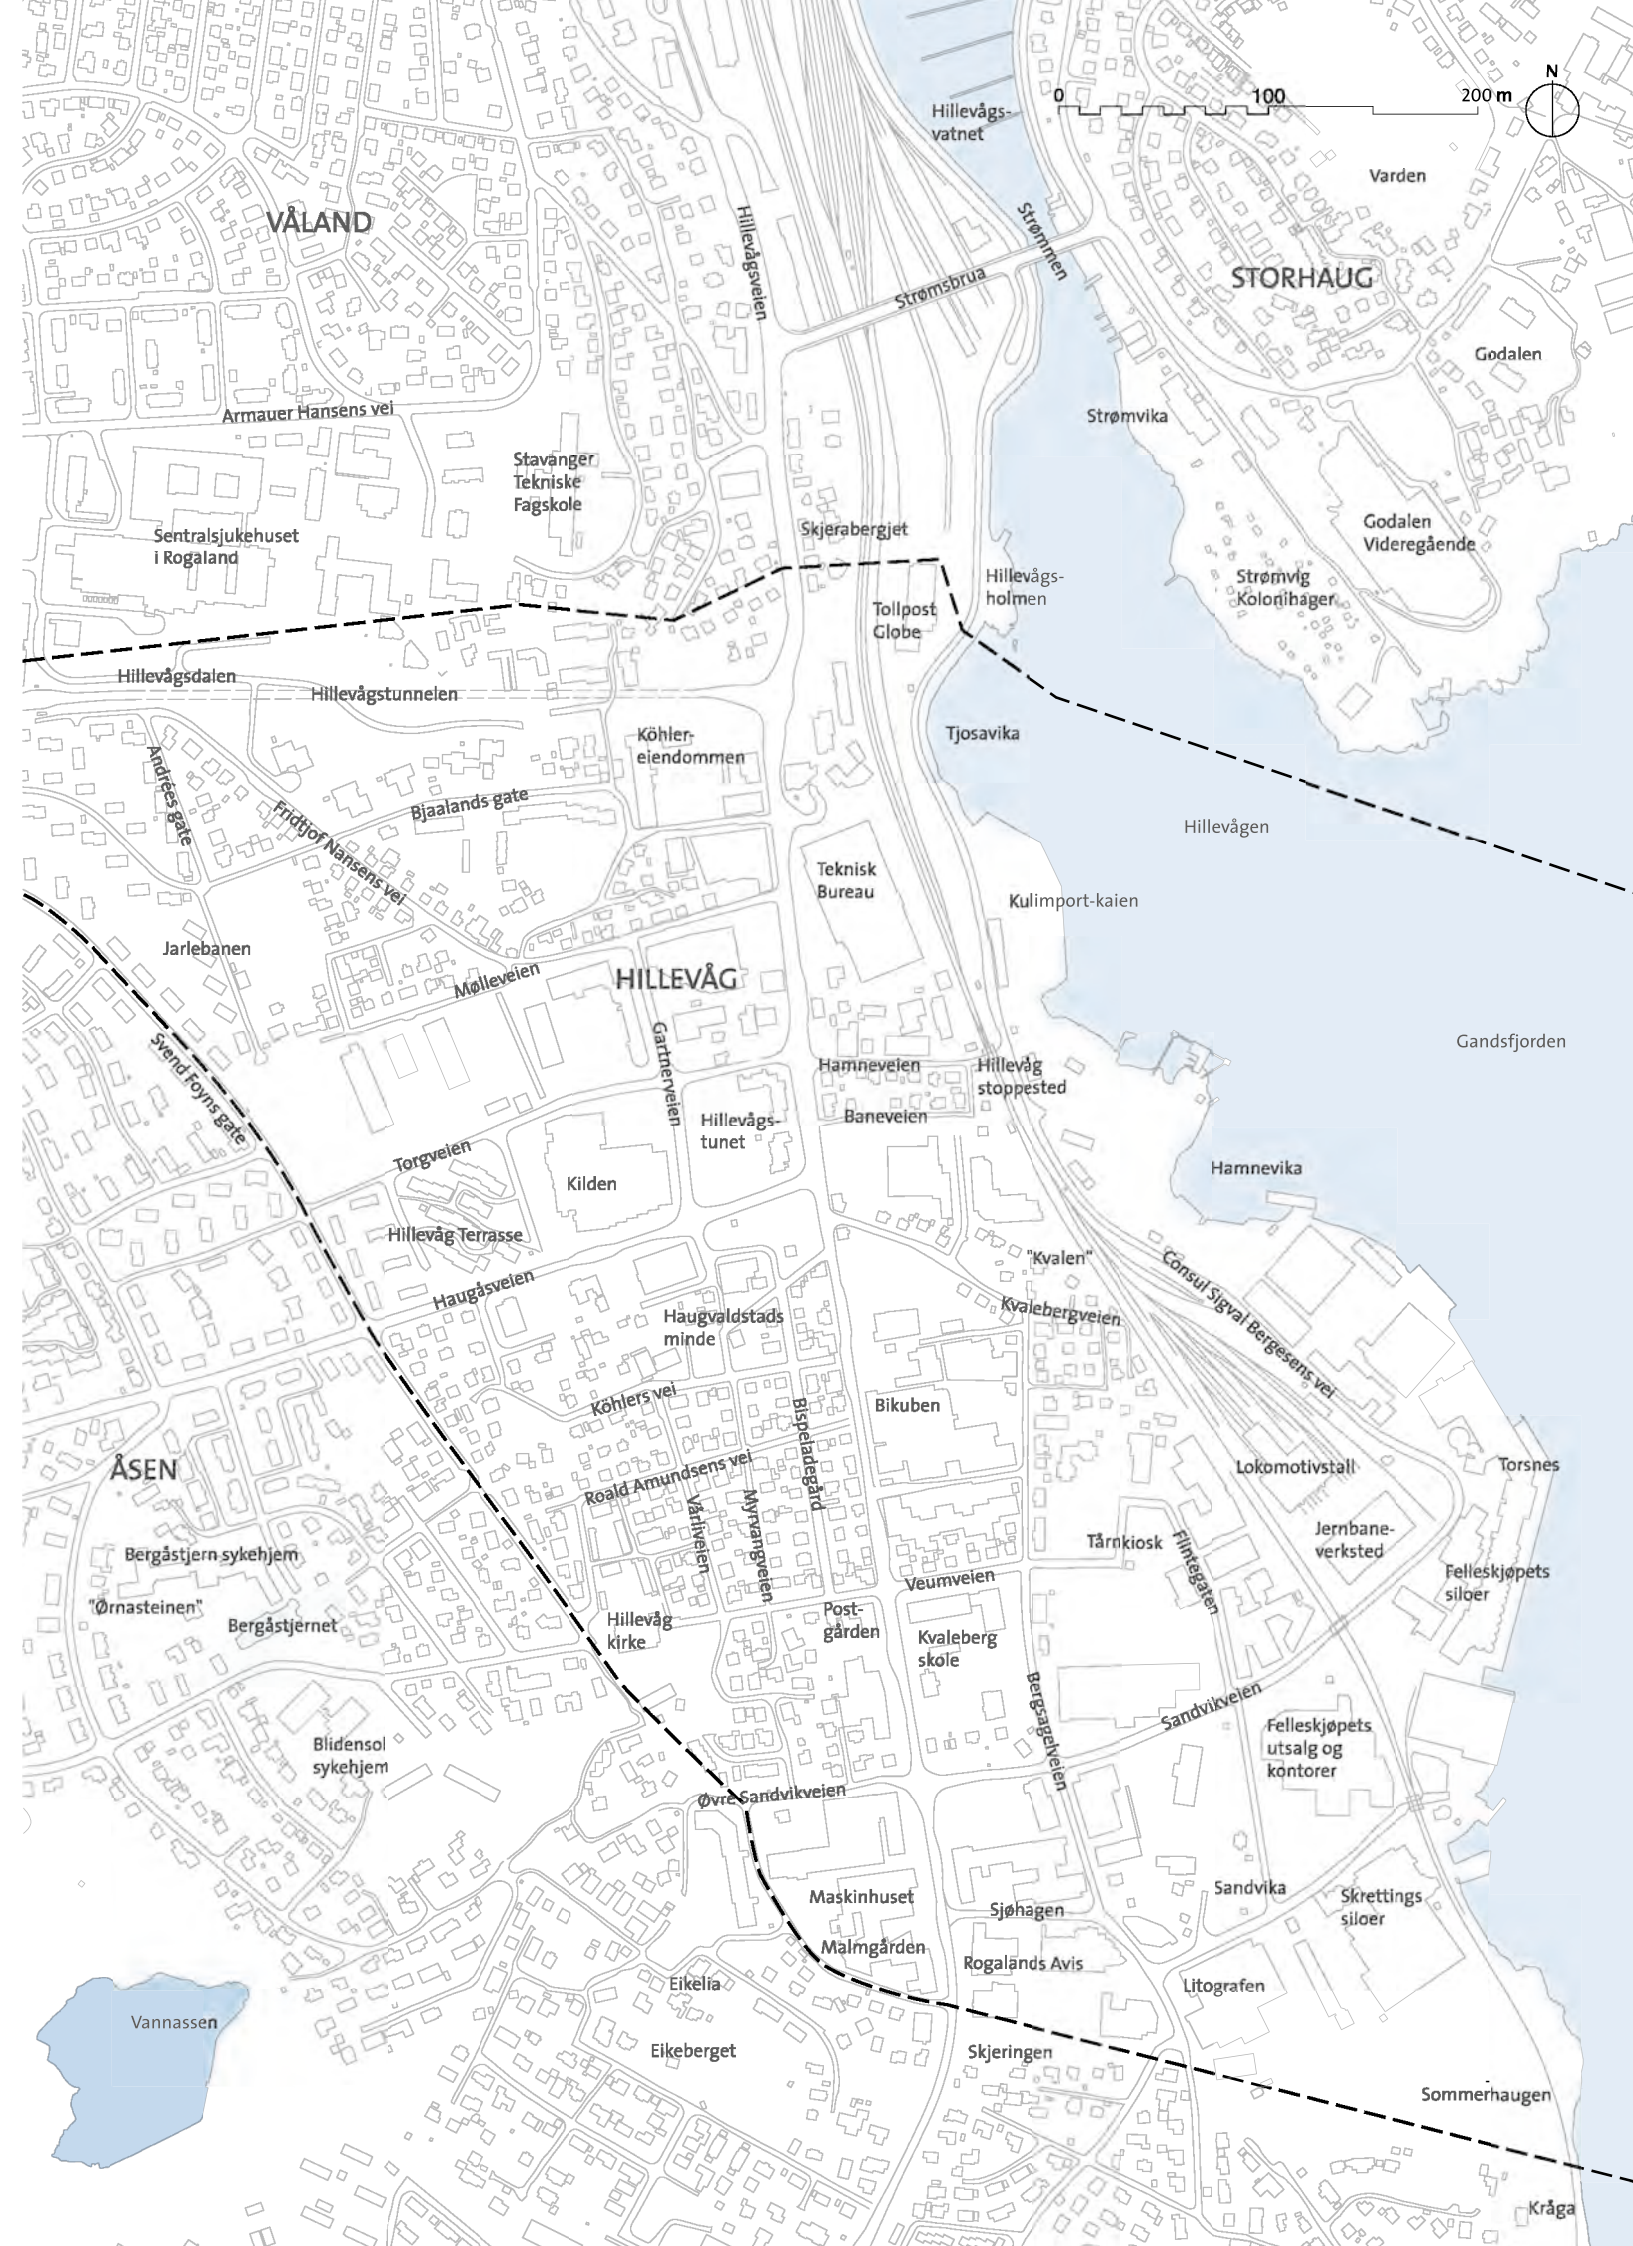 N
0
100
200 m
Hillevågs-
vatnet
Varden
VÅLAND
Hillevågsveien
Strømmen
Strømsbrua
STORHAUG
Godalen
Armauer Hansens vei
Strømvika
Stavanger
Tekniske
Fagskole
Sentralsjukehuset
i Rogaland
Skjerabergjet
Godalen
Videregående
Hillevågs-
holmen
Strømvig
Kolonihager
Tollpost
Globe
Hillevågsdalen
Hillevågstunnelen
Köhler-
eiendommen
Tjosavika
Andrées gate
Bjaalands gate
Fridtjof Nansens vei
Hillevågen
Teknisk
Bureau
Kulimport-kaien
Jarlebanen
Mølleveien
HILLEVÅG
Gandsfjorden
Svend Foyns gate
Gartnerveien
Hamneveien
Hillevåg
stoppested
Baneveien
Hillevågs-
tunet
Torgveien
Kilden
Hamnevika
Hillevåg Terrasse
"Kvalen"
Consul Sigval Bergesens vei
Haugåsveien
Kvalebergveien
Haugvaldstads
minde
Köhlers vei
Bispeladegård
Bikuben
ÅSEN
Roald Amundsens vei
Lokomotivstall
Torsnes
Vårliveien
Myrvangveien
Tårnkiosk
Flintegaten
Jernbane-
verksted
Bergåstjern sykehjem
Veumveien
Felleskjøpets
siloer
"Ørnasteinen"
Bergåstjernet
Hillevåg
kirke
Post-
gården
Kvaleberg
skole
Bergsagelveien
Sandvikveien
Blidensol
sykehjem
Felleskjøpets
utsalg og
kontorer
Øvre Sandvikveien
Maskinhuset
Sjøhagen
Sandvika
Skrettings
siloer
Malmgården
Rogalands Avis
Eikelia
Litografen
Vannassen
Eikeberget
Skjeringen
Sommerhaugen
Kråga